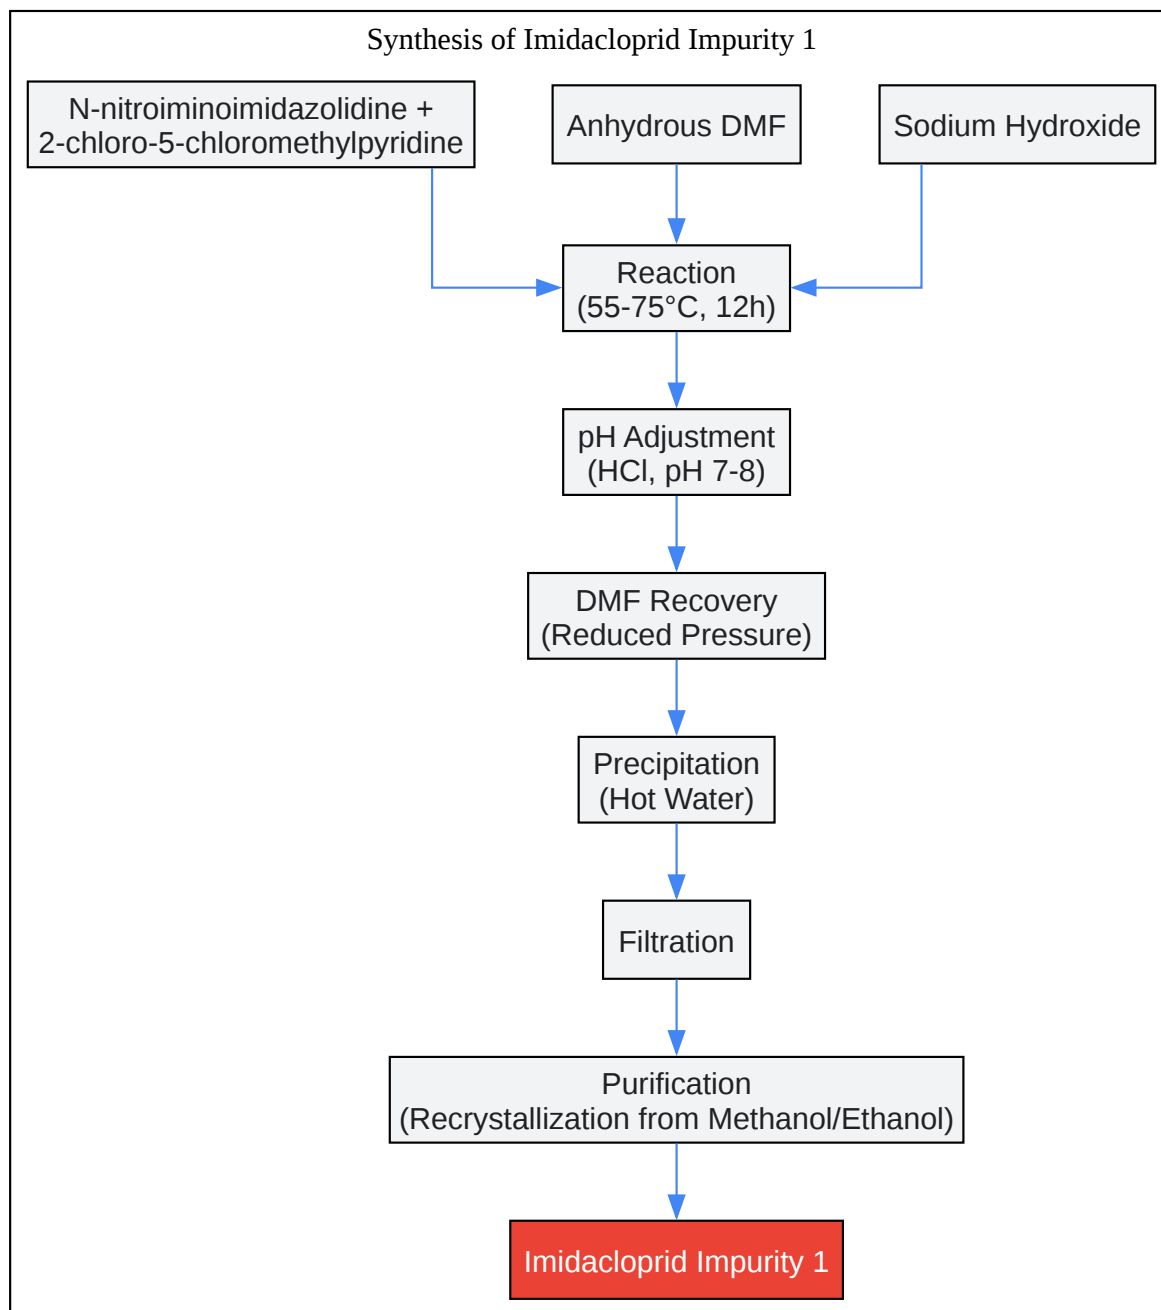 Synthesis of Imidacloprid Impurity 1
N-nitroiminoimidazolidine +
2-chloro-5-chloromethylpyridine
Anhydrous DMF
Sodium Hydroxide
Reaction
(55-75°C, 12h)
pH Adjustment
(HCl, pH 7-8)
DMF Recovery
(Reduced Pressure)
Precipitation
(Hot Water)
Filtration
Purification
(Recrystallization from Methanol/Ethanol)
Imidacloprid Impurity 1